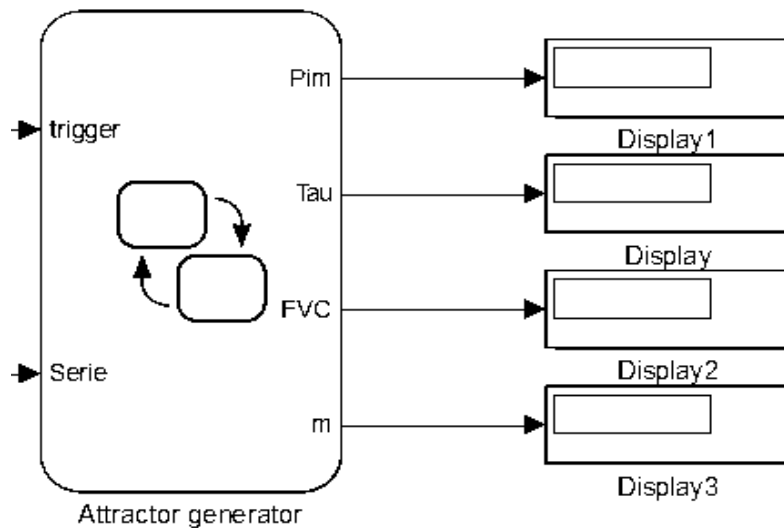 Pim
trigger
Display1
Tau
Display
FVC
Serie
Display2
m
Display3
Attractor generator